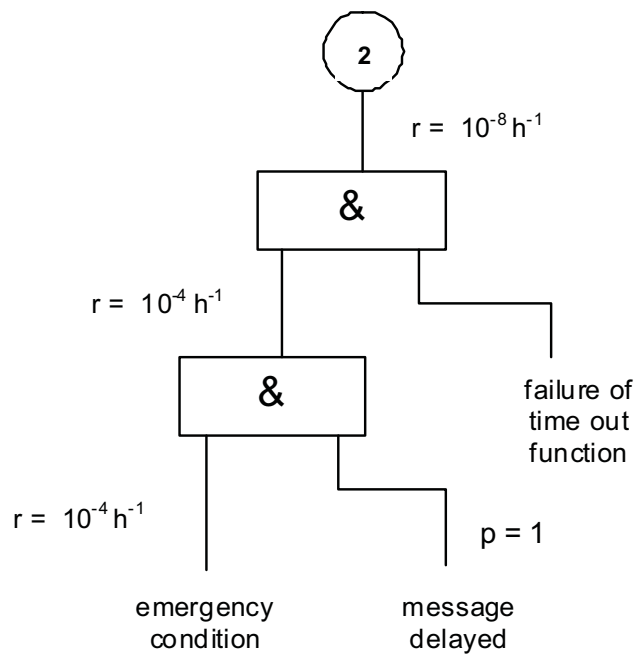 2
r = 10⁻⁸ h⁻¹
&
r = 10⁻⁴ h⁻¹
&
failure of
time out
function
r = 10⁻⁴ h⁻¹
p = 1
emergency
condition
message
delayed